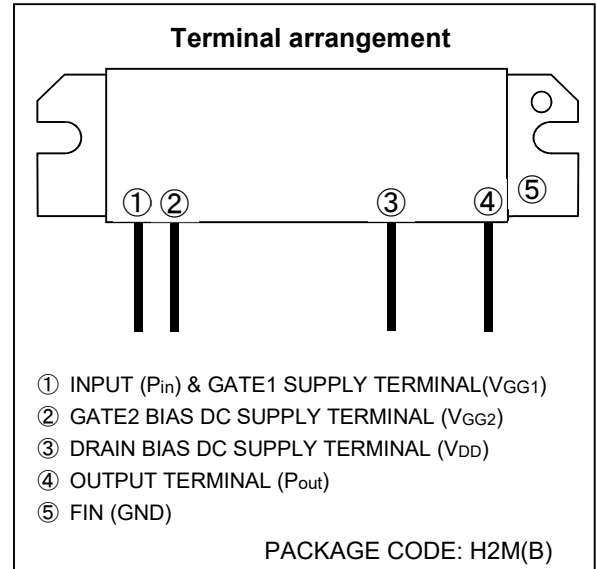 Terminal arrangement
① ② ③ ④ ⑤
① INPUT (Pin) & GATE1 SUPPLY TERMINAL(VGG1)
② GATE2 BIAS DC SUPPLY TERMINAL (VGG2)
③ DRAIN BIAS DC SUPPLY TERMINAL (VDD)
④ OUTPUT TERMINAL (Pout)
⑤ FIN (GND)
PACKAGE CODE: H2M(B)